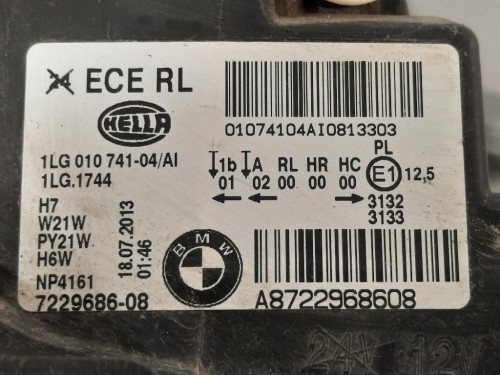 ECE RL
HELLA
01074104AI0813303
1LG 010 741-04/AI
1LG.1744
1b A RL HR HC PL
01 02 00 00 00 E1 12,5
3132
3133
H7
W21W
PY21W
H6W
18.07.2013
01:46
BMW
NP4161
7229686-08
A8722968608
24V 12V